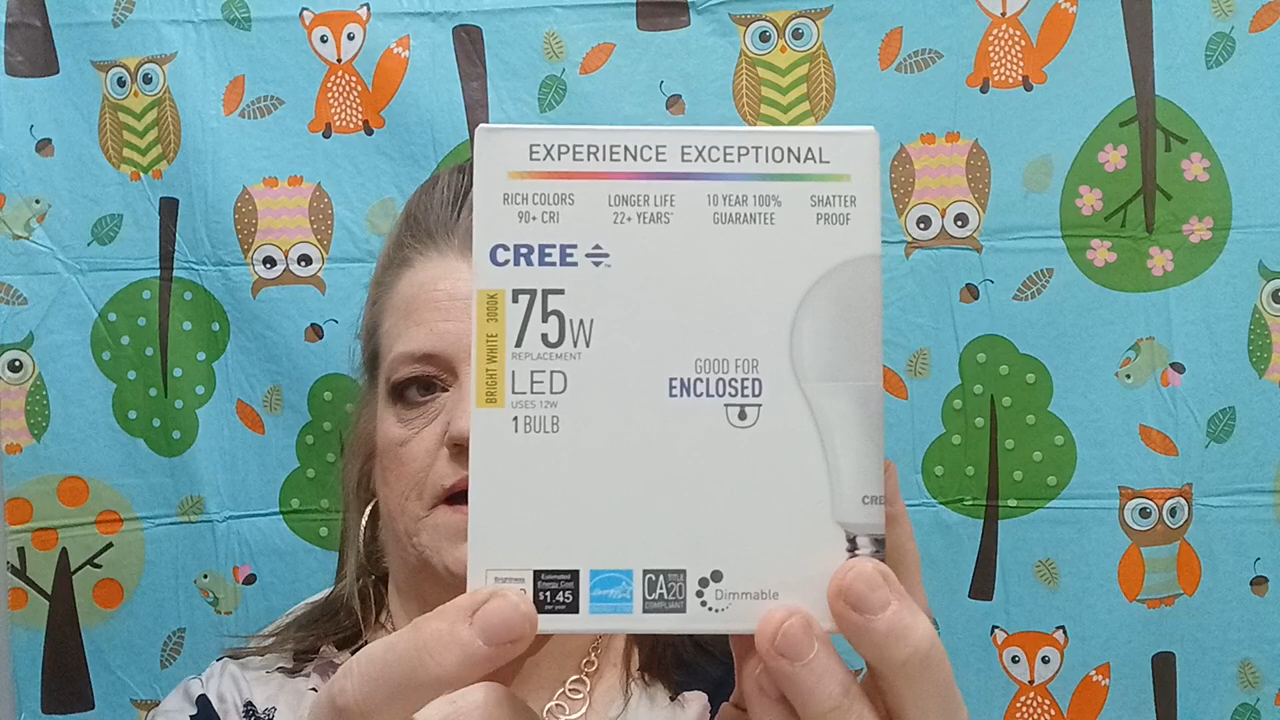 EXPERIENCE EXCEPTIONAL
RICH COLORS
90+ CRI
LONGER LIFE
22+ YEARS*
10 YEAR 100%
GUARANTEE
SHATTER
PROOF
CREE
BRIGHT WHITE 3000K
75W
REPLACEMENT
LED
USES 12W
1 BULB
GOOD FOR
ENCLOSED
CRE
Brightness
Estimated
Energy Cost
$1.45
per year
CA TITLE 20
COMPLIANT
Dimmable